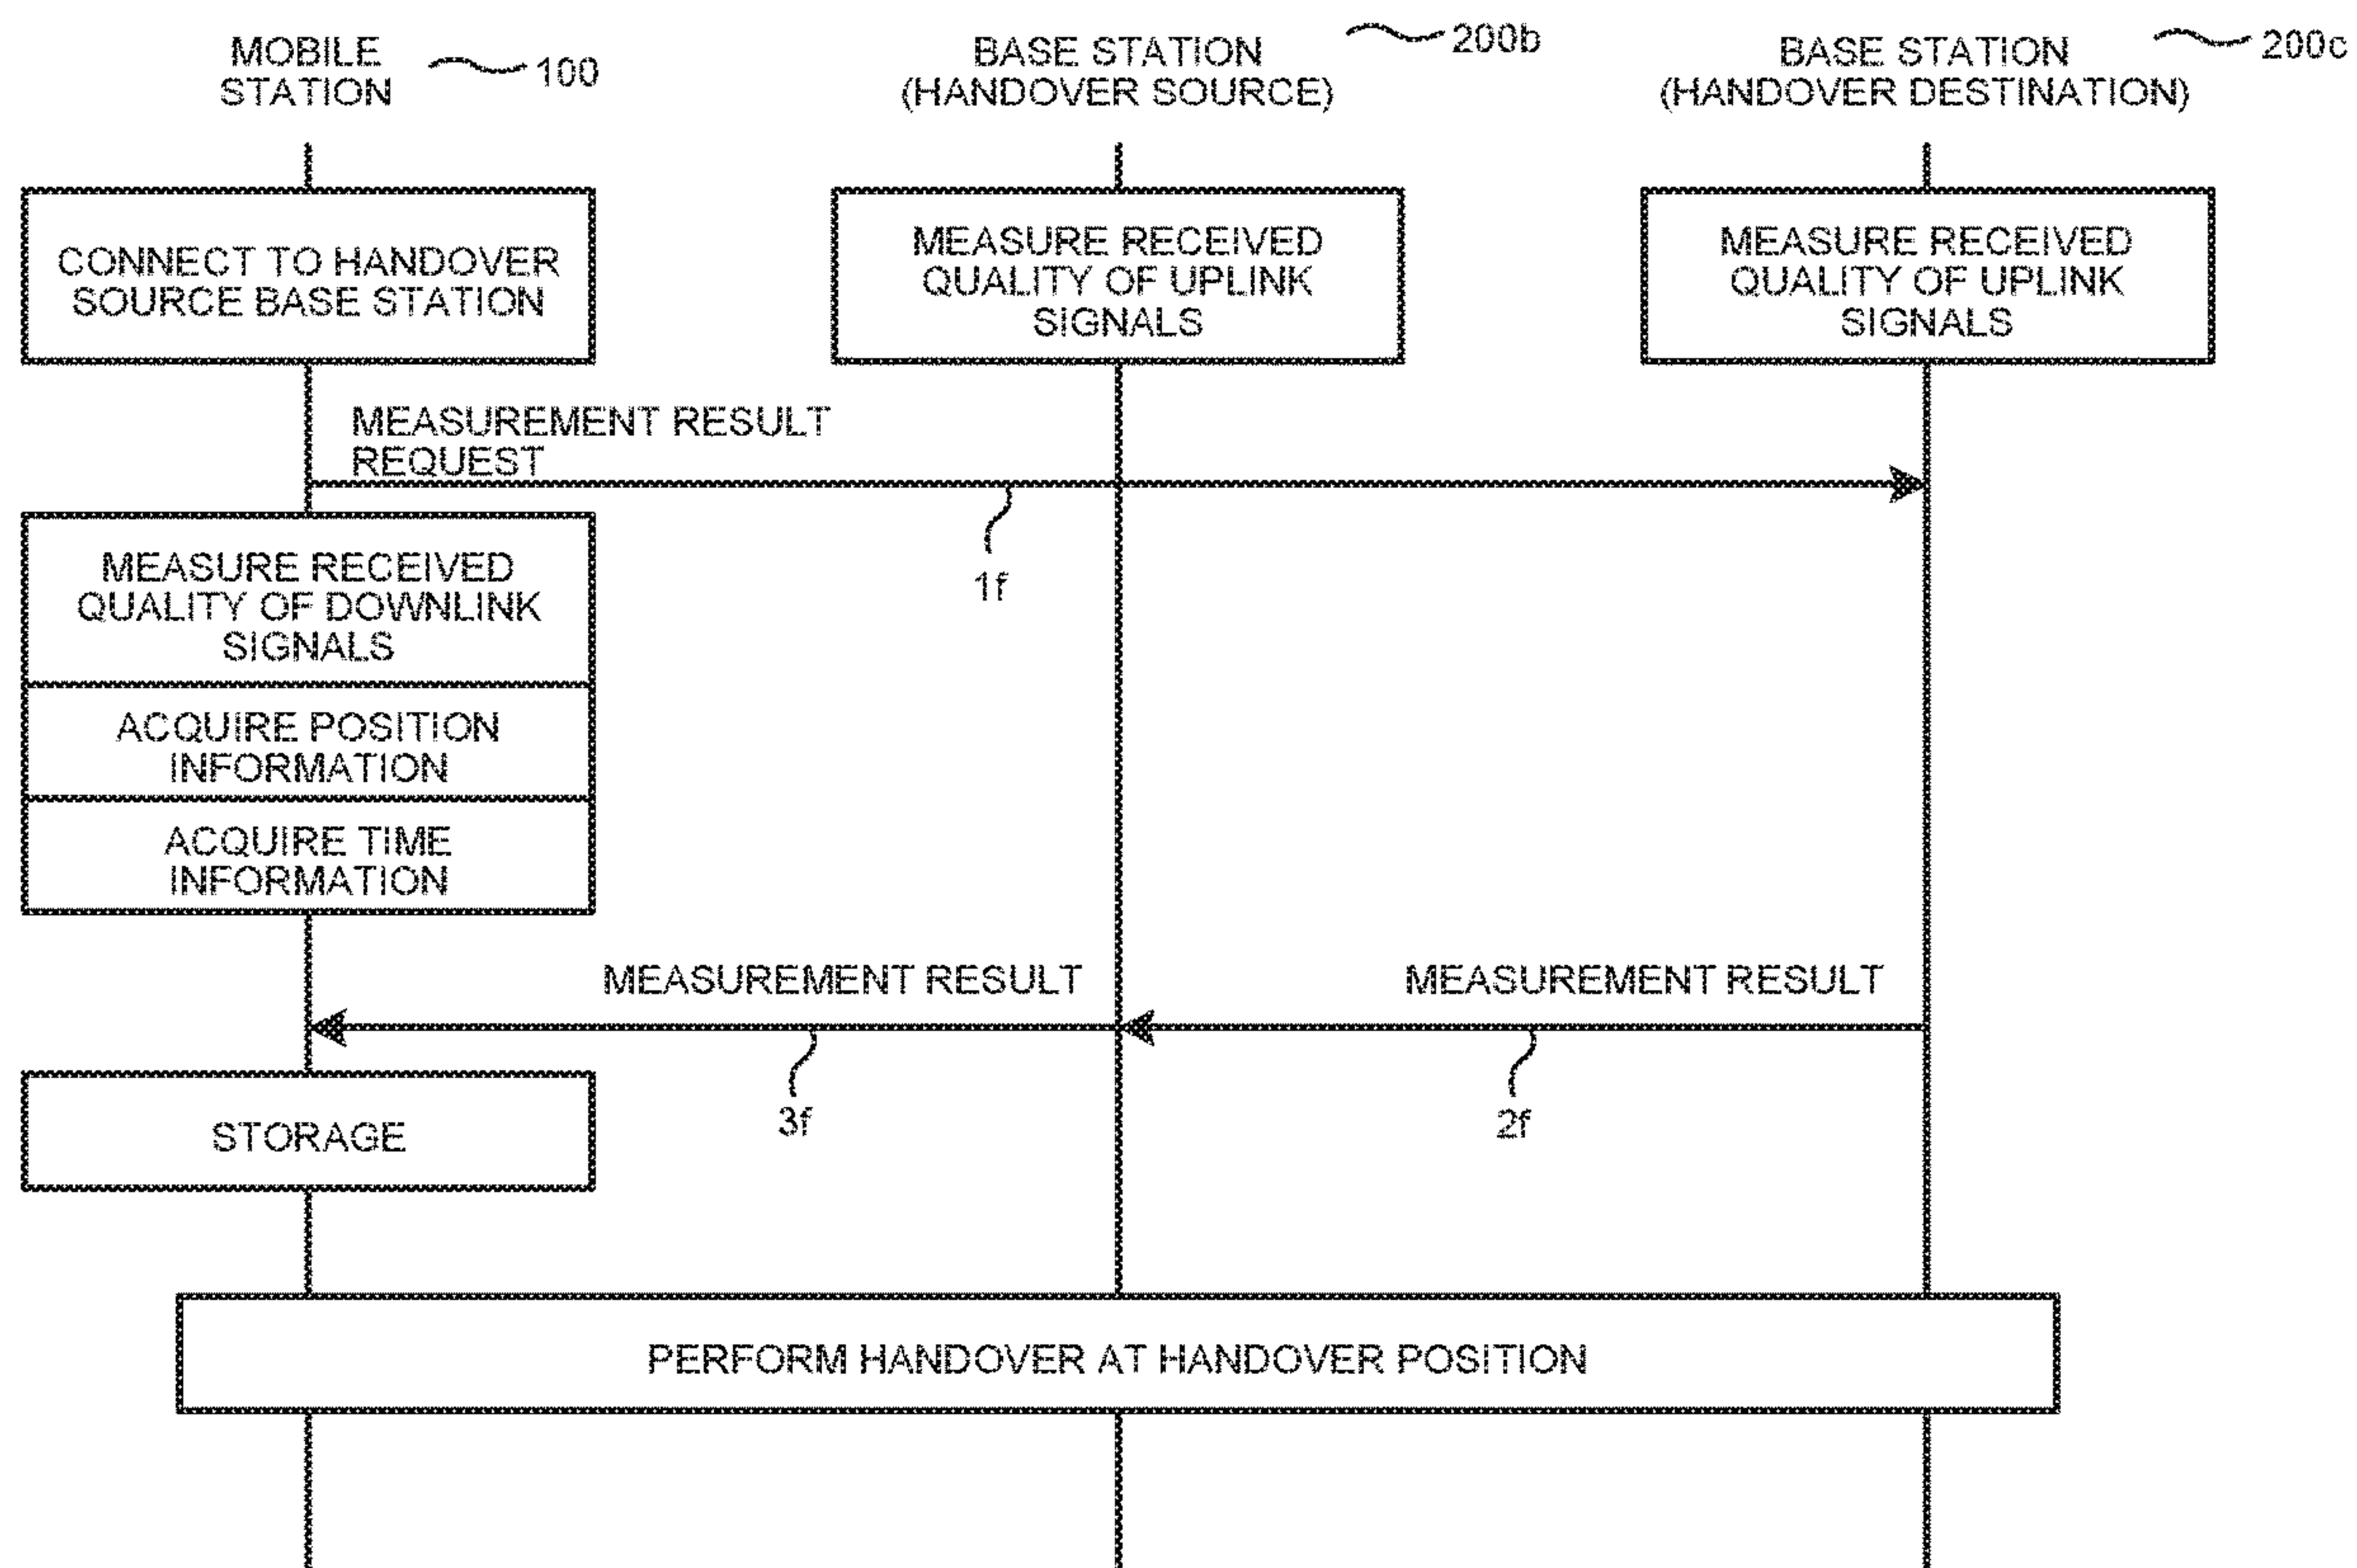 MOBILE
STATION
100
BASE STATION
(HANDOVER SOURCE)
200b
BASE STATION
(HANDOVER DESTINATION)
200c
CONNECT TO HANDOVER
SOURCE BASE STATION
MEASURE RECEIVED
QUALITY OF UPLINK
SIGNALS
MEASURE RECEIVED
QUALITY OF UPLINK
SIGNALS
MEASUREMENT RESULT
REQUEST
1f
MEASURE RECEIVED
QUALITY OF DOWNLINK
SIGNALS
ACQUIRE POSITION
INFORMATION
ACQUIRE TIME
INFORMATION
MEASUREMENT RESULT
MEASUREMENT RESULT
3f
2f
STORAGE
PERFORM HANDOVER AT HANDOVER POSITION